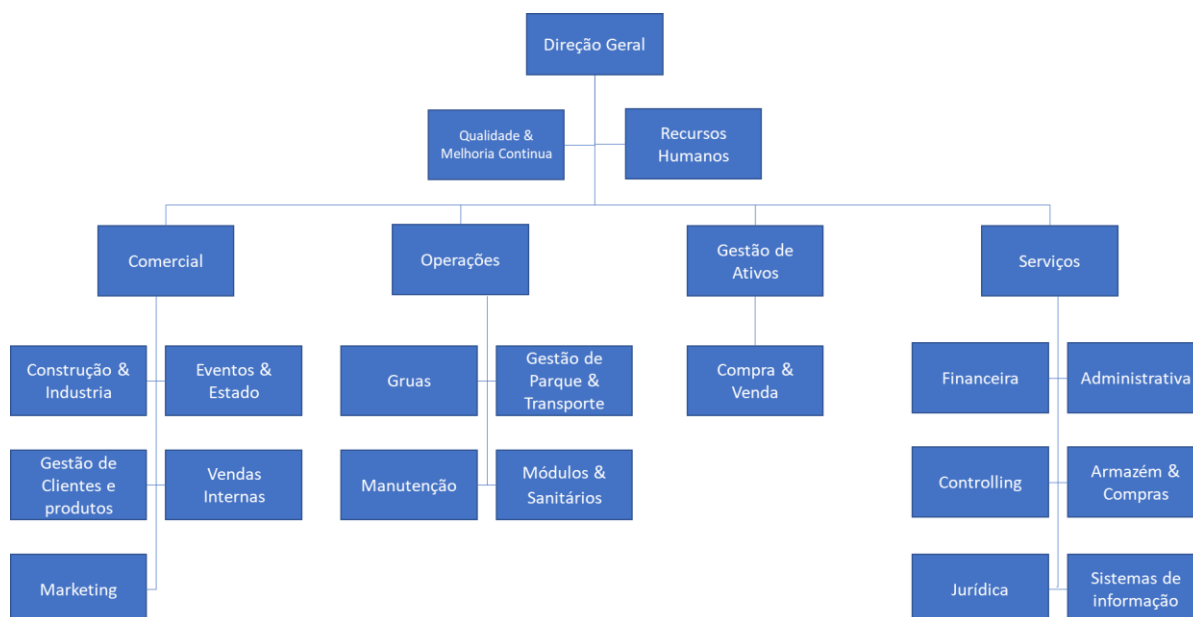 Direção Geral
Qualidade &
Melhoria Continua
Recursos
Humanos
Comercial
Operações
Gestão de
Ativos
Serviços
Construção &
Industria
Eventos &
Estado
Gruas
Gestão de
Parque &
Transporte
Compra &
Venda
Financeira
Administrativa
Gestão de
Clientes e
produtos
Vendas
Internas
Manutenção
Módulos &
Sanitários
Controlling
Armazém &
Compras
Marketing
Jurídica
Sistemas de
informação